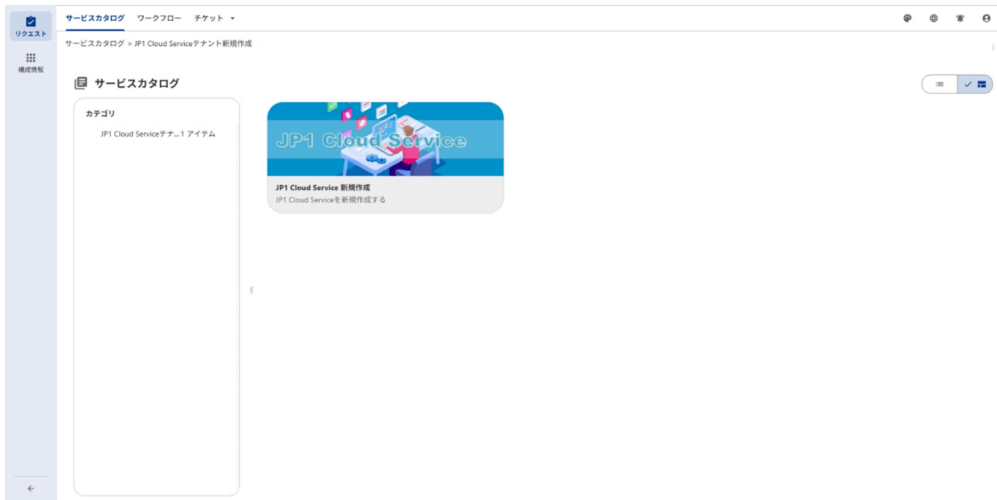 リクエスト
構成情報
サービスカタログ ワークフロー チケット
サービスカタログ > JP1 Cloud Serviceテナント新規作成
サービスカタログ
カテゴリ
JP1 Cloud Serviceテナ...1 アイテム
JP1 Cloud Service
JP1 Cloud Service 新規作成
JP1 Cloud Serviceを新規作成する